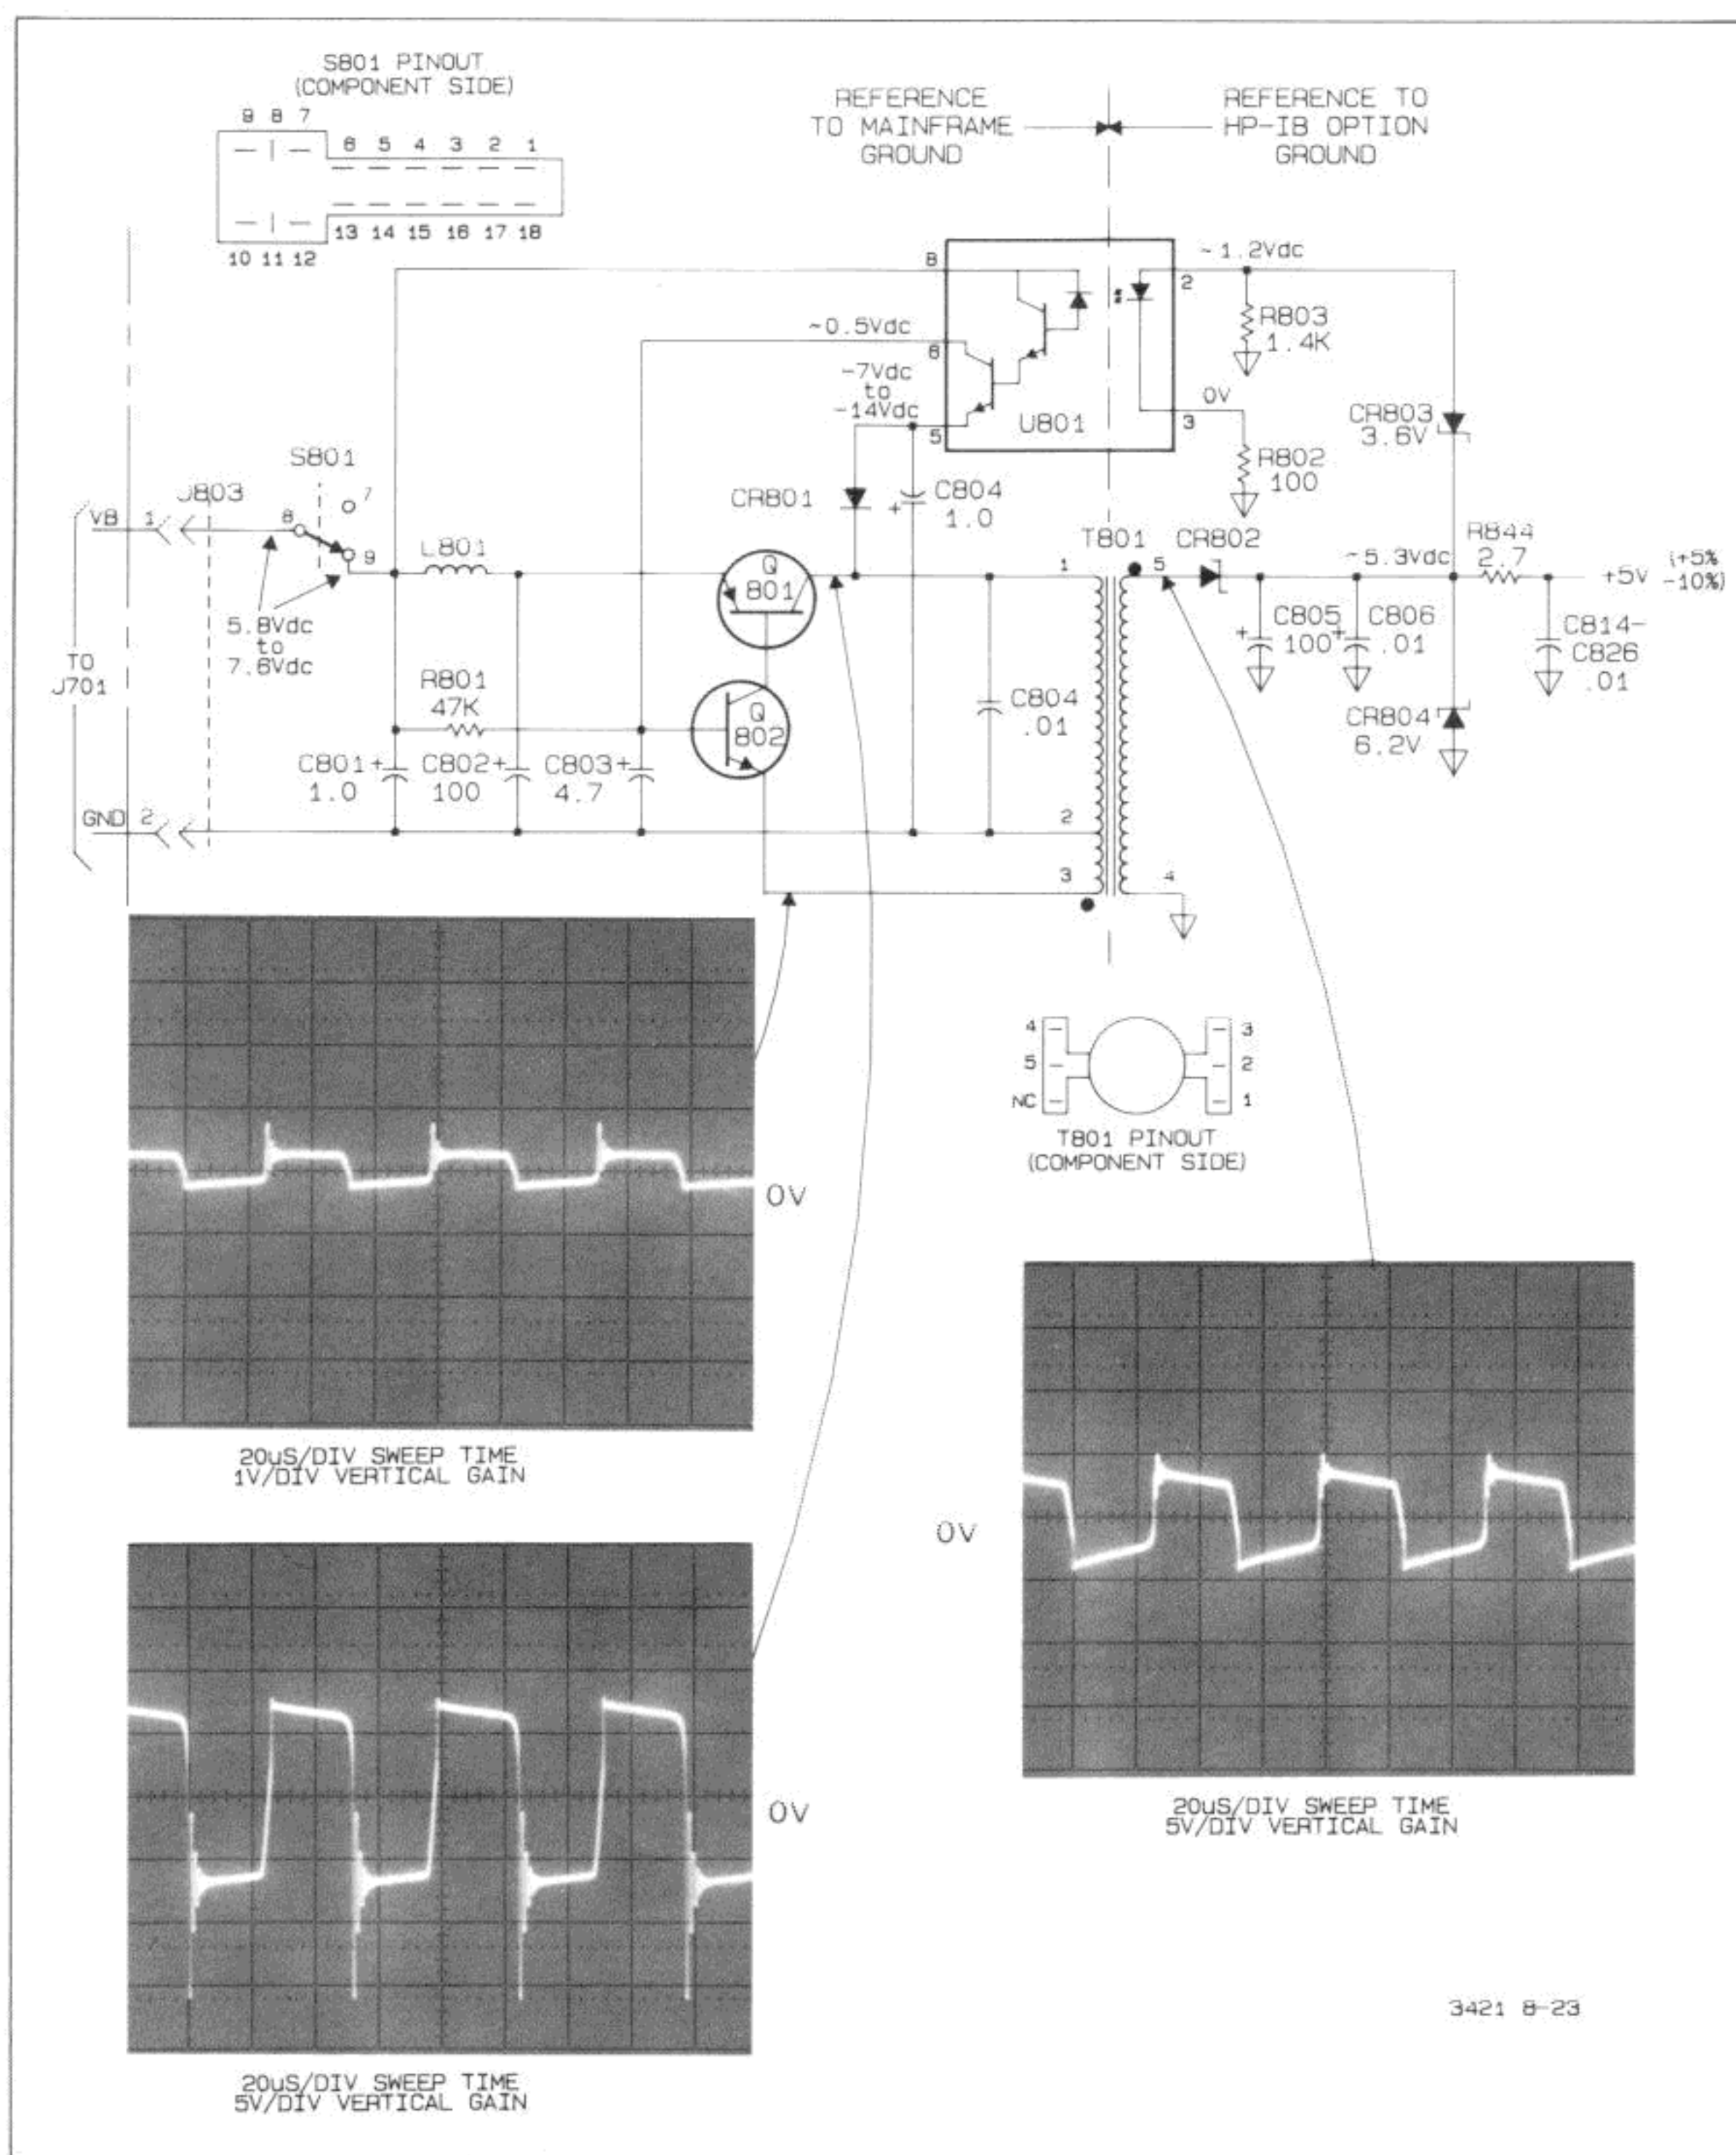 S801 PINOUT
(COMPONENT SIDE)
9 8 7
6 5 4 3 2 1
13 14 15 16 17 18
10 11 12
REFERENCE
TO MAINFRAME
GROUND
REFERENCE TO
HP-IB OPTION
GROUND
8
~1.2Vdc
2
R803
1.4K
~0.5Vdc
6
-7Vdc
to
-14Vdc
5
U801
0V
3
CR803
3.6V
R802
100
S801
7
J803
8
VB 1
9
L801
CR801
C804
1.0
T801
CR802
R844
2.7
Q
801
1
5
~5.3Vdc
+5V
(+5%
-10%)
5.8Vdc
to
7.6Vdc
C805
100
C806
.01
C814-
C826
.01
TO
J701
R801
47K
Q
802
C804
.01
CR804
6.2V
C801
1.0
C802
100
C803
4.7
GND 2
2
3
4
0V
20uS/DIV SWEEP TIME
1V/DIV VERTICAL GAIN
4
5
NC
3
2
1
T801 PINOUT
(COMPONENT SIDE)
0V
20uS/DIV SWEEP TIME
5V/DIV VERTICAL GAIN
0V
20uS/DIV SWEEP TIME
5V/DIV VERTICAL GAIN
3421 8-23